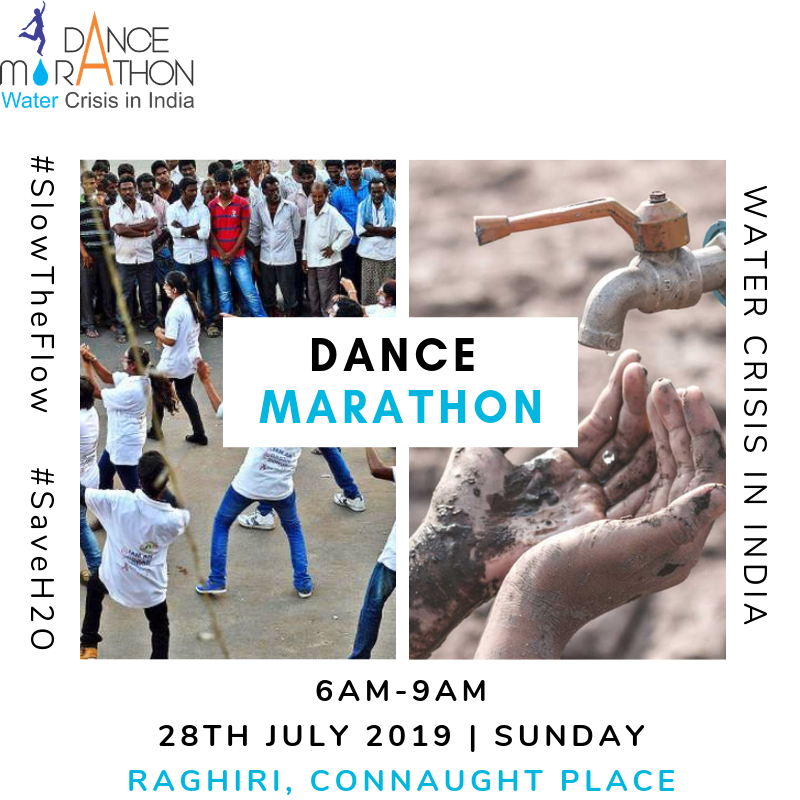 DANCE
MARATHON
Water Crisis in India
#SlowTheFlow #SaveH2O
WATER CRISIS IN INDIA
DANCE
MARATHON
6AM-9AM
28TH JULY 2019 | SUNDAY
RAGHIRI, CONNAUGHT PLACE